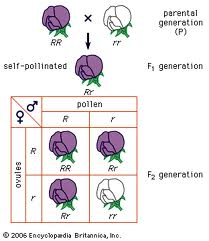 × parental
RR rr generation
(P)
self-pollinated
Rr F₁ generation
♂ pollen
♀ R r
ovules R
RR Rr
F₂ generation
r
Rr rr
© 2006 Encyclopædia Britannica, Inc.